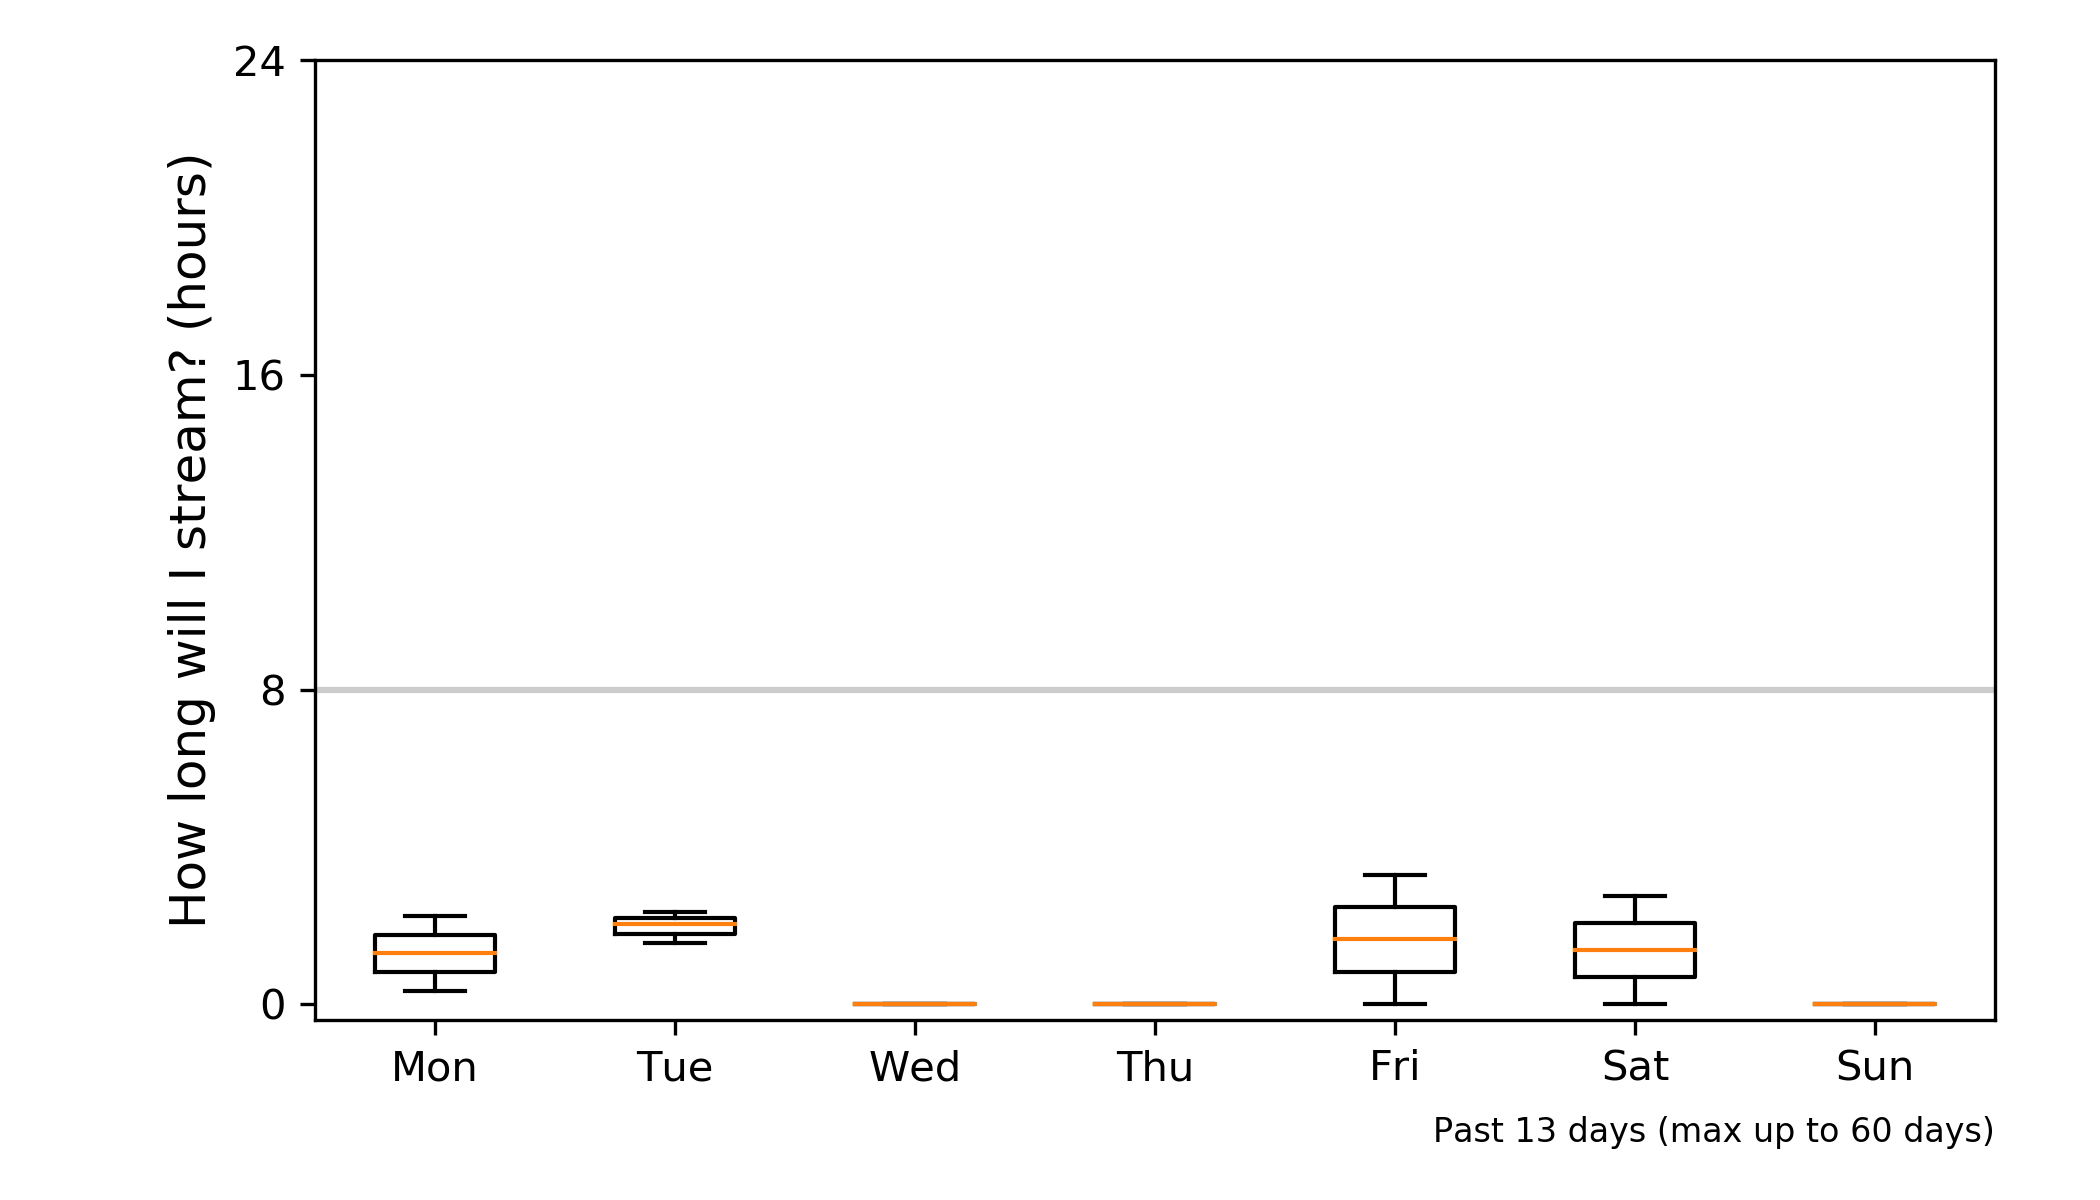 How long will I stream? (hours)
24
16
8
0
Mon Tue Wed Thu Fri Sat Sun
Past 13 days (max up to 60 days)